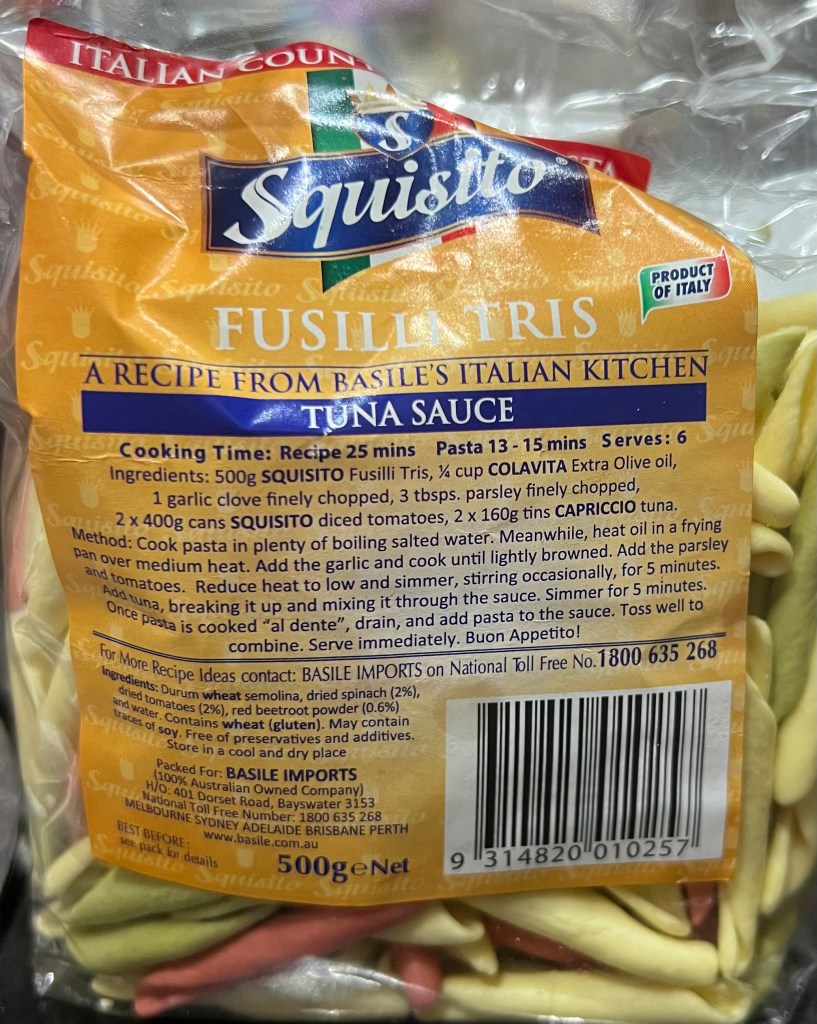 ITALIAN COUN
S
Squisito®
PRODUCT
OF ITALY
FUSILLI TRIS
A RECIPE FROM BASILE'S ITALIAN KITCHEN
TUNA SAUCE
Cooking Time: Recipe 25 mins Pasta 13 - 15 mins Serves: 6
Ingredients: 500g SQUISITO Fusilli Tris, ¼ cup COLAVITA Extra Olive oil,
1 garlic clove finely chopped, 3 tbsps. parsley finely chopped,
2 x 400g cans SQUISITO diced tomatoes, 2 x 160g tins CAPRICCIO tuna.
Method: Cook pasta in plenty of boiling salted water. Meanwhile, heat oil in a frying
pan over medium heat. Add the garlic and cook until lightly browned. Add the parsley
and tomatoes. Reduce heat to low and simmer, stirring occasionally, for 5 minutes.
Add tuna, breaking it up and mixing it through the sauce. Simmer for 5 minutes.
Once pasta is cooked "al dente", drain, and add pasta to the sauce. Toss well to
combine. Serve immediately. Buon Appetito!
For More Recipe Ideas contact: BASILE IMPORTS on National Toll Free No.1800 635 268
Ingredients: Durum wheat semolina, dried spinach (2%),
dried tomatoes (2%), red beetroot powder (0.6%)
and water. Contains wheat (gluten). May contain
traces of soy. Free of preservatives and additives.
Store in a cool and dry place
Packed For: BASILE IMPORTS
(100% Australian Owned Company)
H/O: 401 Dorset Road, Bayswater 3153
National Toll Free Number: 1800 635 268
MELBOURNE SYDNEY ADELAIDE BRISBANE PERTH
www.basile.com.au
BEST BEFORE:
see pack for details
500g℮Net
9 314820 010257